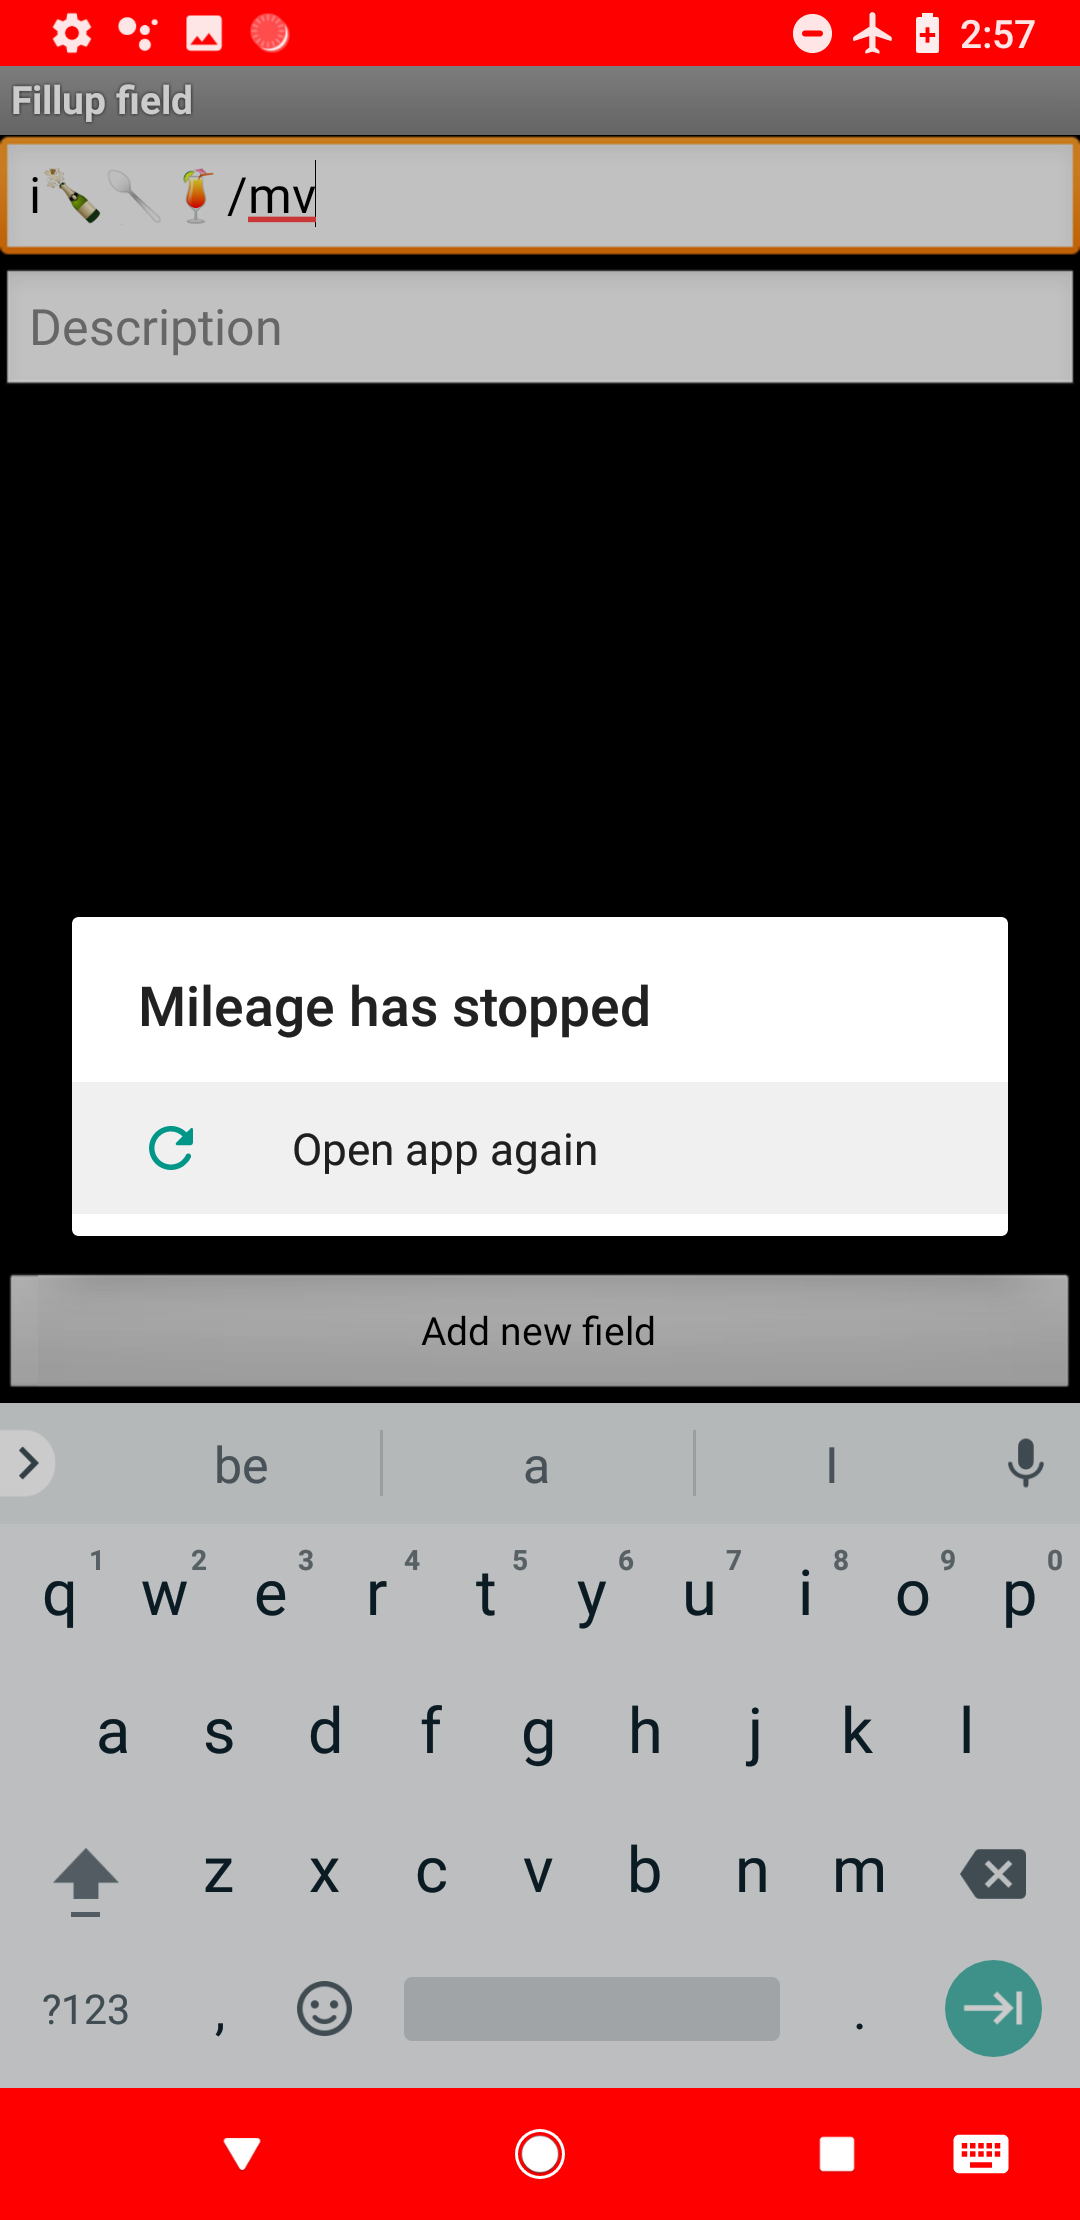 2:57
Fillup field
i🍾🥄🍹/mv
Description
Mileage has stopped
Open app again
Add new field
be a I
1 2 3 4 5 6 7 8 9 0
q w e r t y u i o p
a s d f g h j k l
z x c v b n m
?123 , .